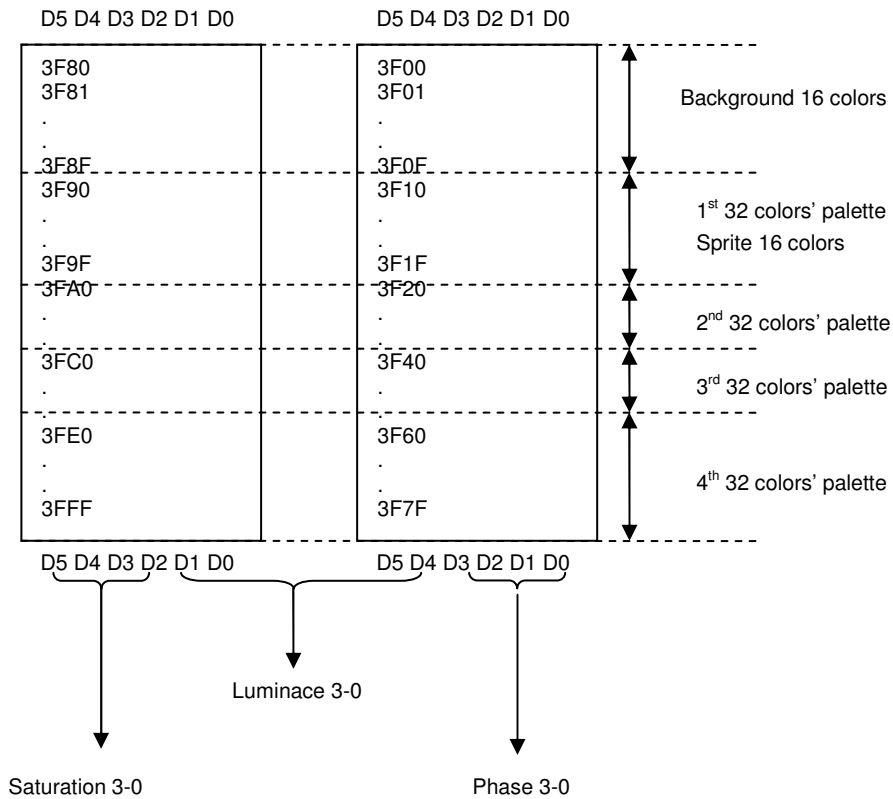 D5 D4 D3 D2 D1 D0 D5 D4 D3 D2 D1 D0
3F80 3F00
3F81 3F01 Background 16 colors
. .
. .
3F8F 3F0F
3F90 3F10
. . 1st 32 colors’ palette
. . Sprite 16 colors
3F9F 3F1F
3FA0 3F20
. . 2nd 32 colors’ palette
. .
3FC0 3F40
. . 3rd 32 colors’ palette
. .
3FE0 3F60
. .
. . 4th 32 colors’ palette
3FFF 3F7F
D5 D4 D3 D2 D1 D0 D5 D4 D3 D2 D1 D0
Luminace 3-0
Saturation 3-0 Phase 3-0